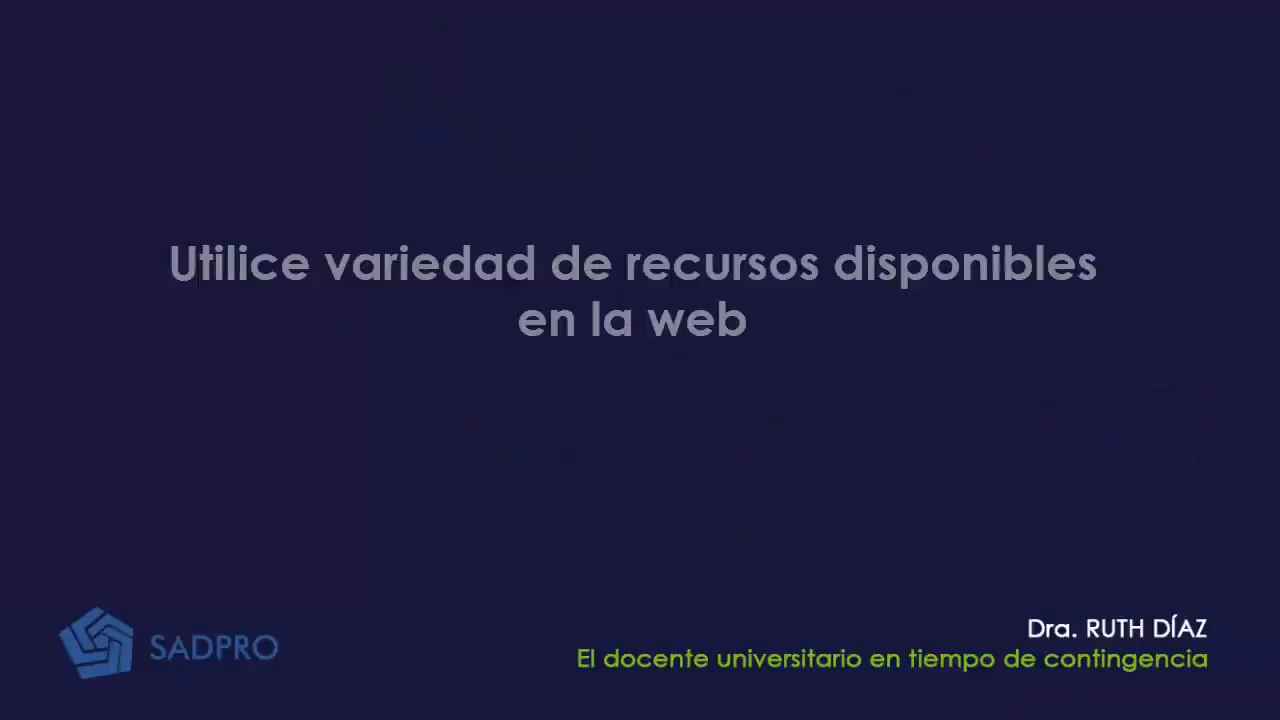 Utilice variedad de recursos disponibles
en la web
SADPRO
Dra. RUTH DÍAZ
El docente universitario en tiempo de contingencia